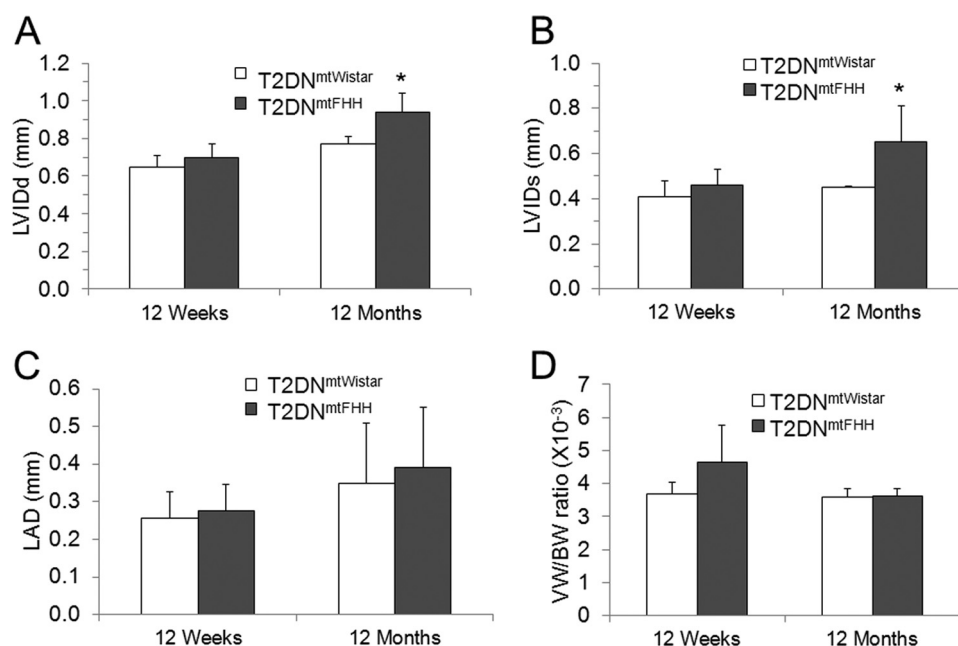 A
LVIDd (mm)
1.2
1.0
0.8
0.6
0.4
0.2
0.0
T2DNmtWistar
T2DNmtFHH
*
12 Weeks 12 Months
B
LVIDs (mm)
1.0
0.8
0.6
0.4
0.2
0.0
T2DNmtWistar
T2DNmtFHH
*
12 Weeks 12 Months
C
LAD (mm)
0.6
0.5
0.4
0.3
0.2
0.1
0.0
T2DNmtWistar
T2DNmtFHH
12 Weeks 12 Months
D
VW/BW ratio (X10-3)
7
6
5
4
3
2
1
0
T2DNmtWistar
T2DNmtFHH
12 Weeks 12 Months